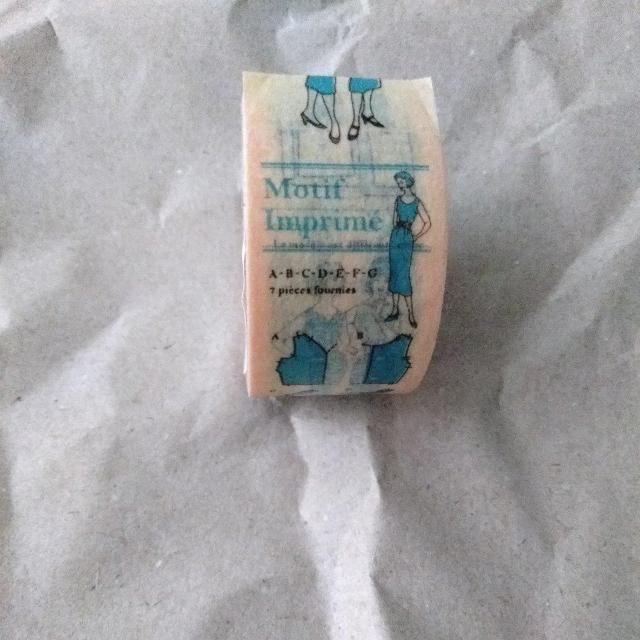 Motif
Imprimé
A-B-C-D-E-F-G
7 pièces fournies
A B